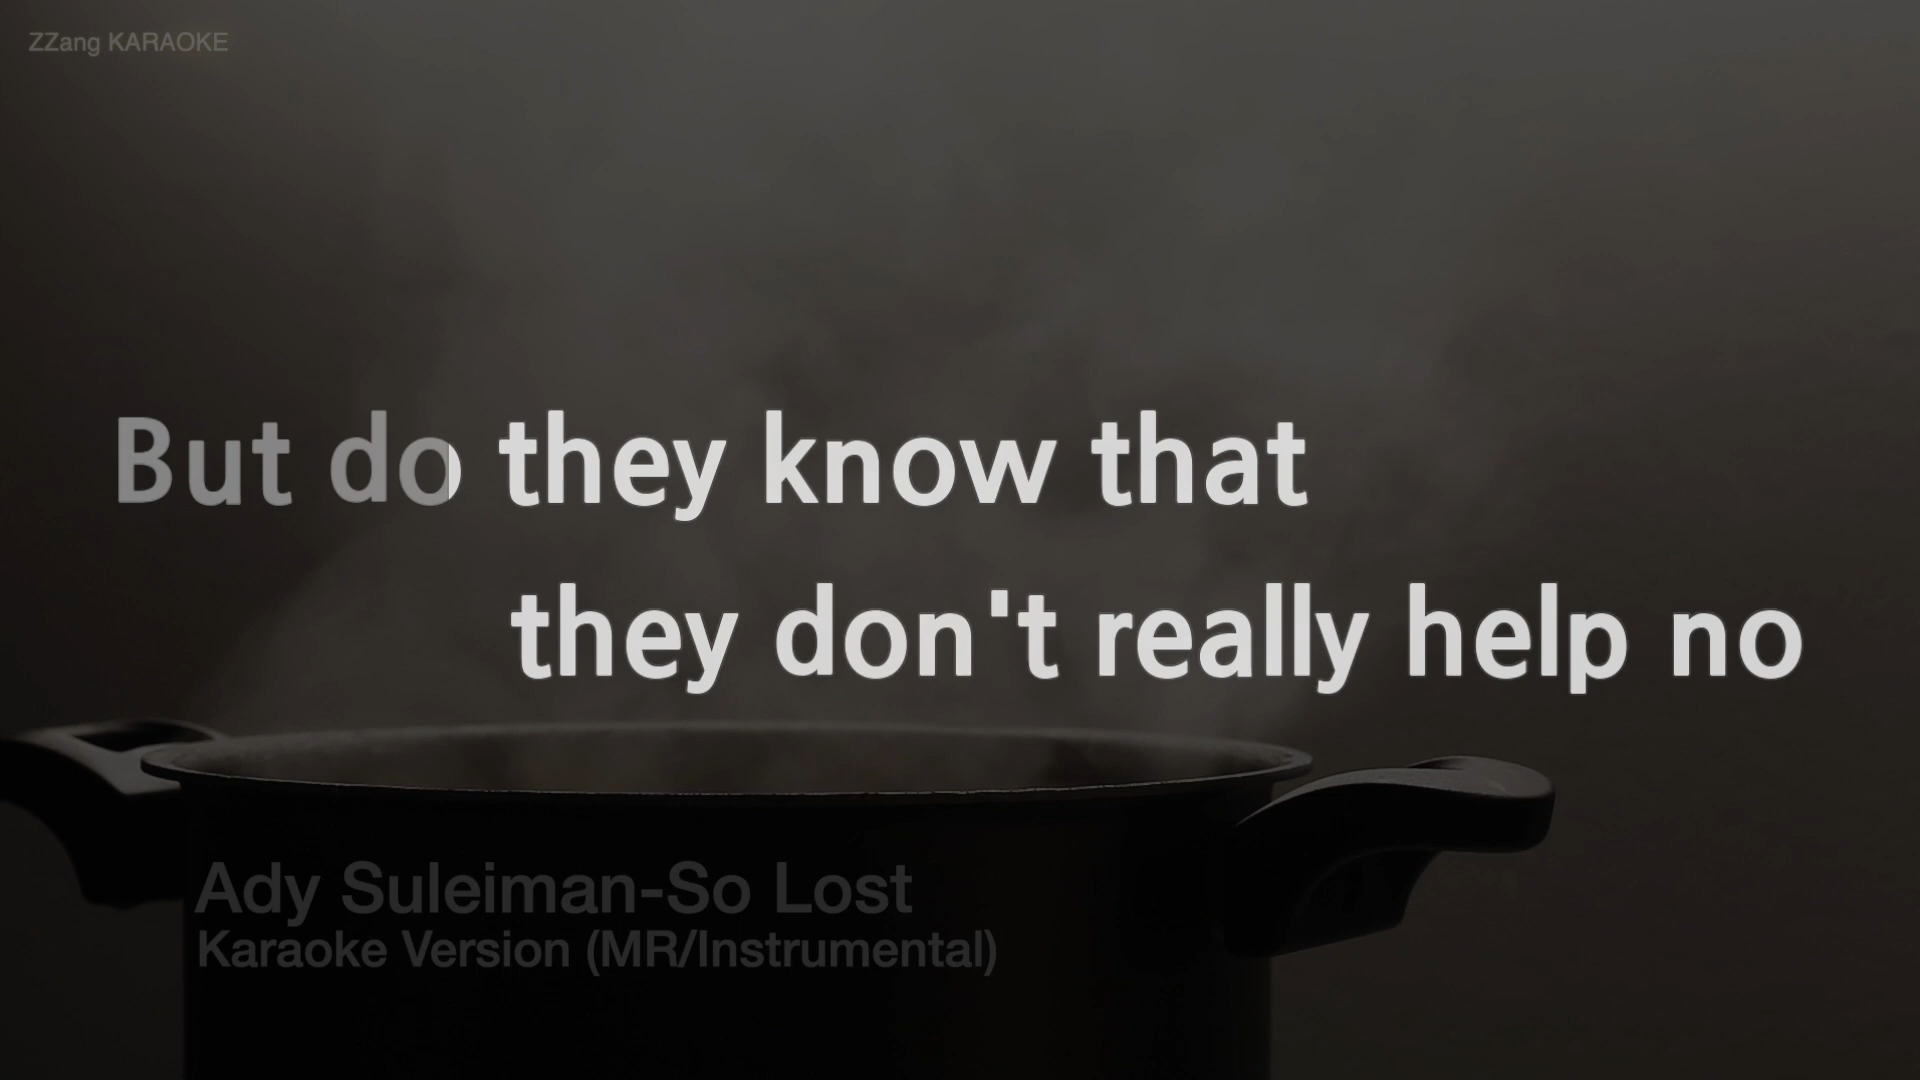 ZZang KARAOKE
But do they know that
they don't really help no
Ady Suleiman-So Lost
Karaoke Version (MR/Instrumental)